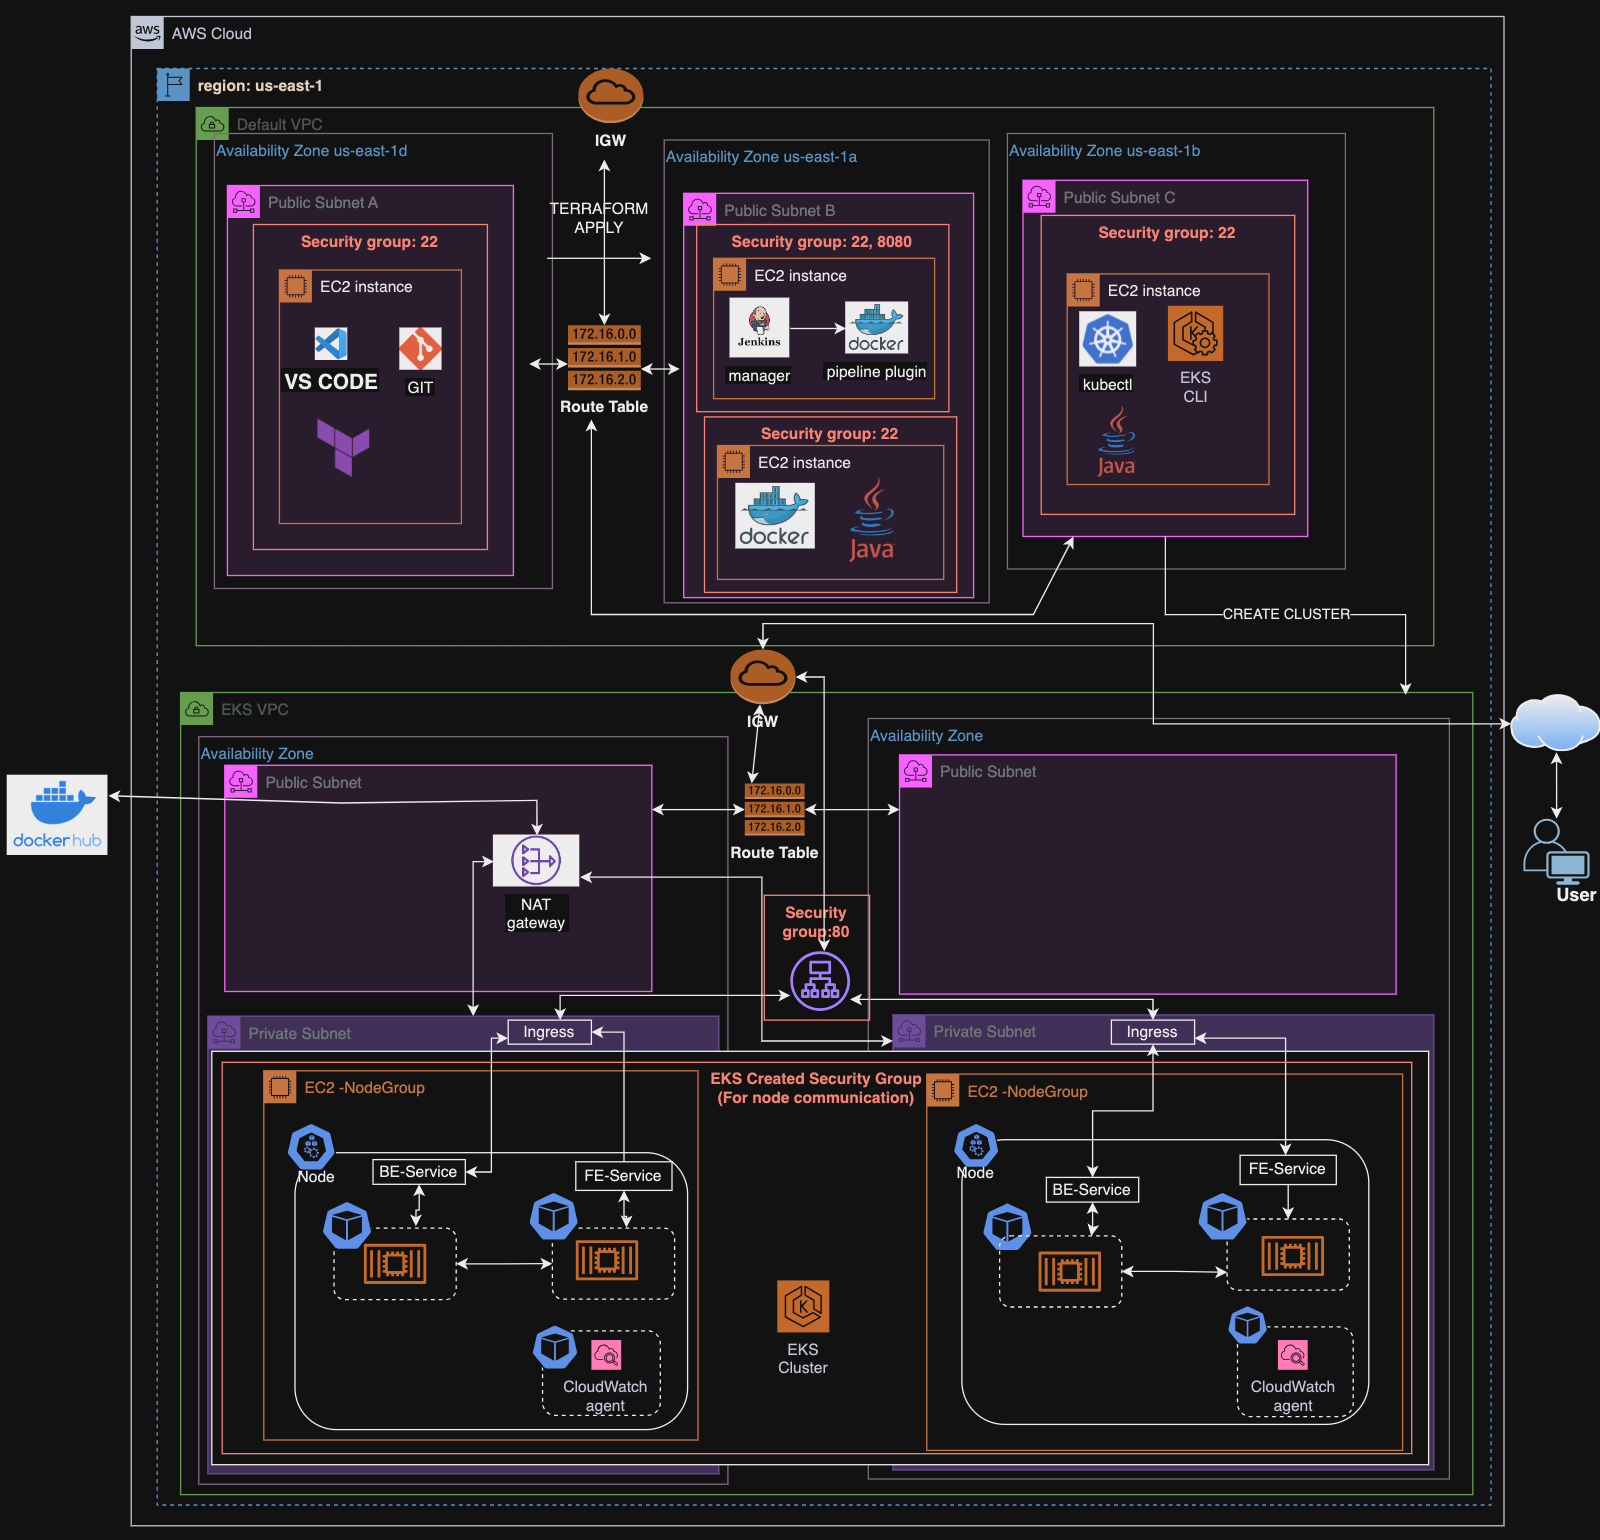 aws
AWS Cloud
region: us-east-1
IGW
Default VPC
Availability Zone us-east-1d
Public Subnet A
Security group: 22
EC2 instance
VS CODE
GIT
TERRAFORM
APPLY
172.16.0.0
172.16.1.0
172.16.2.0
Route Table
Availability Zone us-east-1a
Public Subnet B
Security group: 22, 8080
EC2 instance
Jenkins
manager
docker
pipeline plugin
Security group: 22
EC2 instance
docker
Java
Availability Zone us-east-1b
Public Subnet C
Security group: 22
EC2 instance
kubectl
EKS
CLI
Java
CREATE CLUSTER
IGW
EKS VPC
Availability Zone
Public Subnet
NAT
gateway
172.16.0.0
172.16.1.0
172.16.2.0
Route Table
Availability Zone
Public Subnet
dockerhub
User
Security
group:80
Private Subnet
Ingress
Private Subnet
Ingress
EKS Created Security Group
(For node communication)
EC2 -NodeGroup
Node
BE-Service
FE-Service
CloudWatch
agent
K
EKS
Cluster
EC2 -NodeGroup
Node
BE-Service
FE-Service
CloudWatch
agent